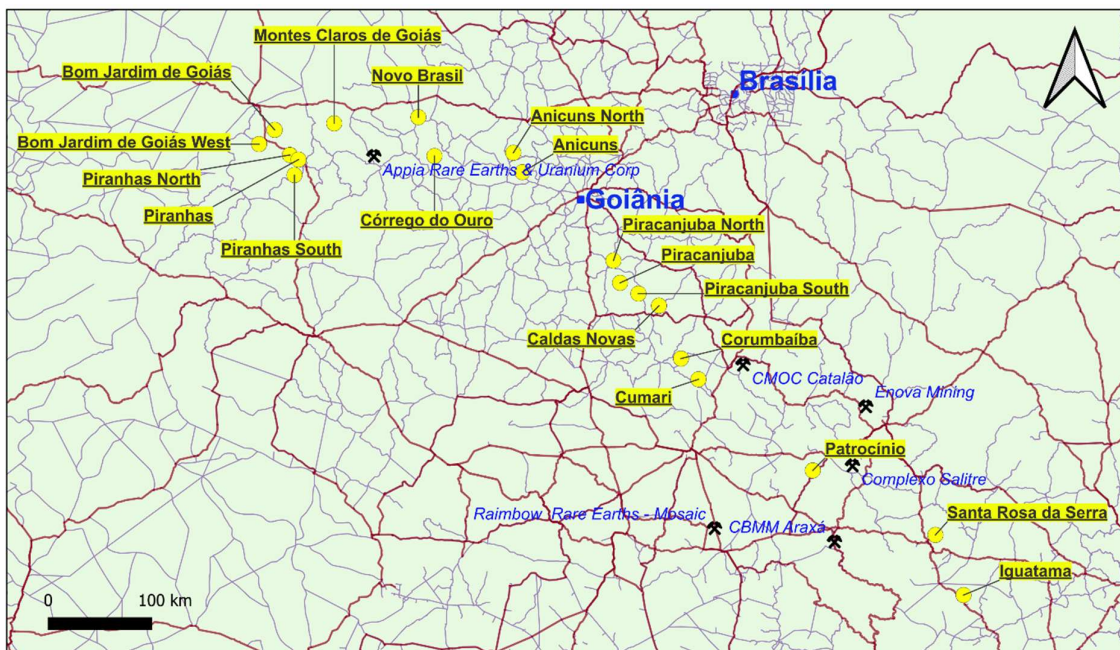 Montes Claros de Goiás
Bom Jardim de Goiás
Novo Brasil
Brasília
Anicuns North
Bom Jardim de Goiás West
Anicuns
Appia Rare Earths & Uranium Corp
Piranhas North
Goiânia
Piranhas
Córrego do Ouro
Piracanjuba North
Piranhas South
Piracanjuba
Piracanjuba South
Caldas Novas
Corumbaíba
CMOC Catalão
Enova Mining
Cumari
Patrocínio
Complexo Salitre
Raimbow Rare Earths - Mosaic
CBMM Araxá
Santa Rosa da Serra
Iguatama
0 100 km